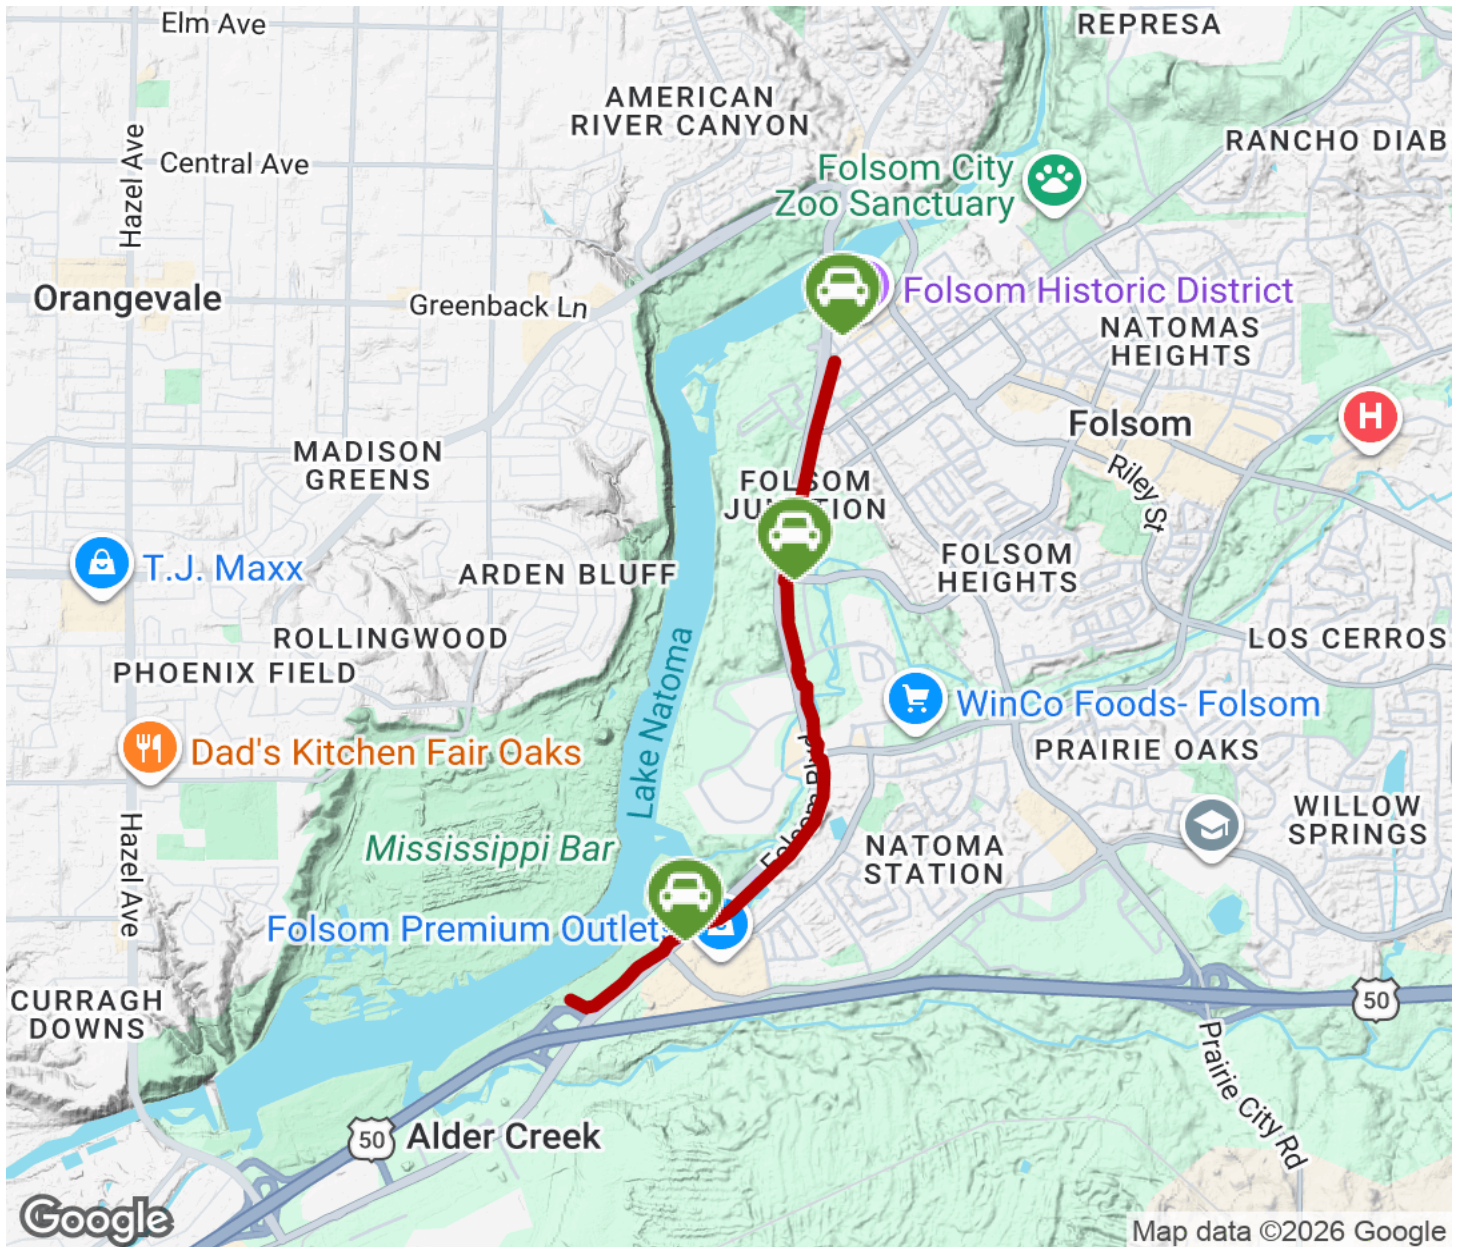 Elm Ave
REPRESA
AMERICAN
RIVER CANYON
Hazel Ave
Central Ave
RANCHO DIAB
Folsom City
Zoo Sanctuary
Orangevale
Greenback Ln
Folsom Historic District
NATOMAS
HEIGHTS
H
Folsom
MADISON
GREENS
Riley St
FOLSOM
JUNCTION
T.J. Maxx
ARDEN BLUFF
FOLSOM
HEIGHTS
ROLLINGWOOD
LOS CERROS
PHOENIX FIELD
Lake Natoma
WinCo Foods- Folsom
Dad's Kitchen Fair Oaks
PRAIRIE OAKS
Folsom Blvd
Hazel Ave
WILLOW
SPRINGS
Mississippi Bar
NATOMA
STATION
Folsom Premium Outlets
CURRAGH
DOWNS
50
Prairie City Rd
50
Alder Creek
Google
Map data ©2026 Google